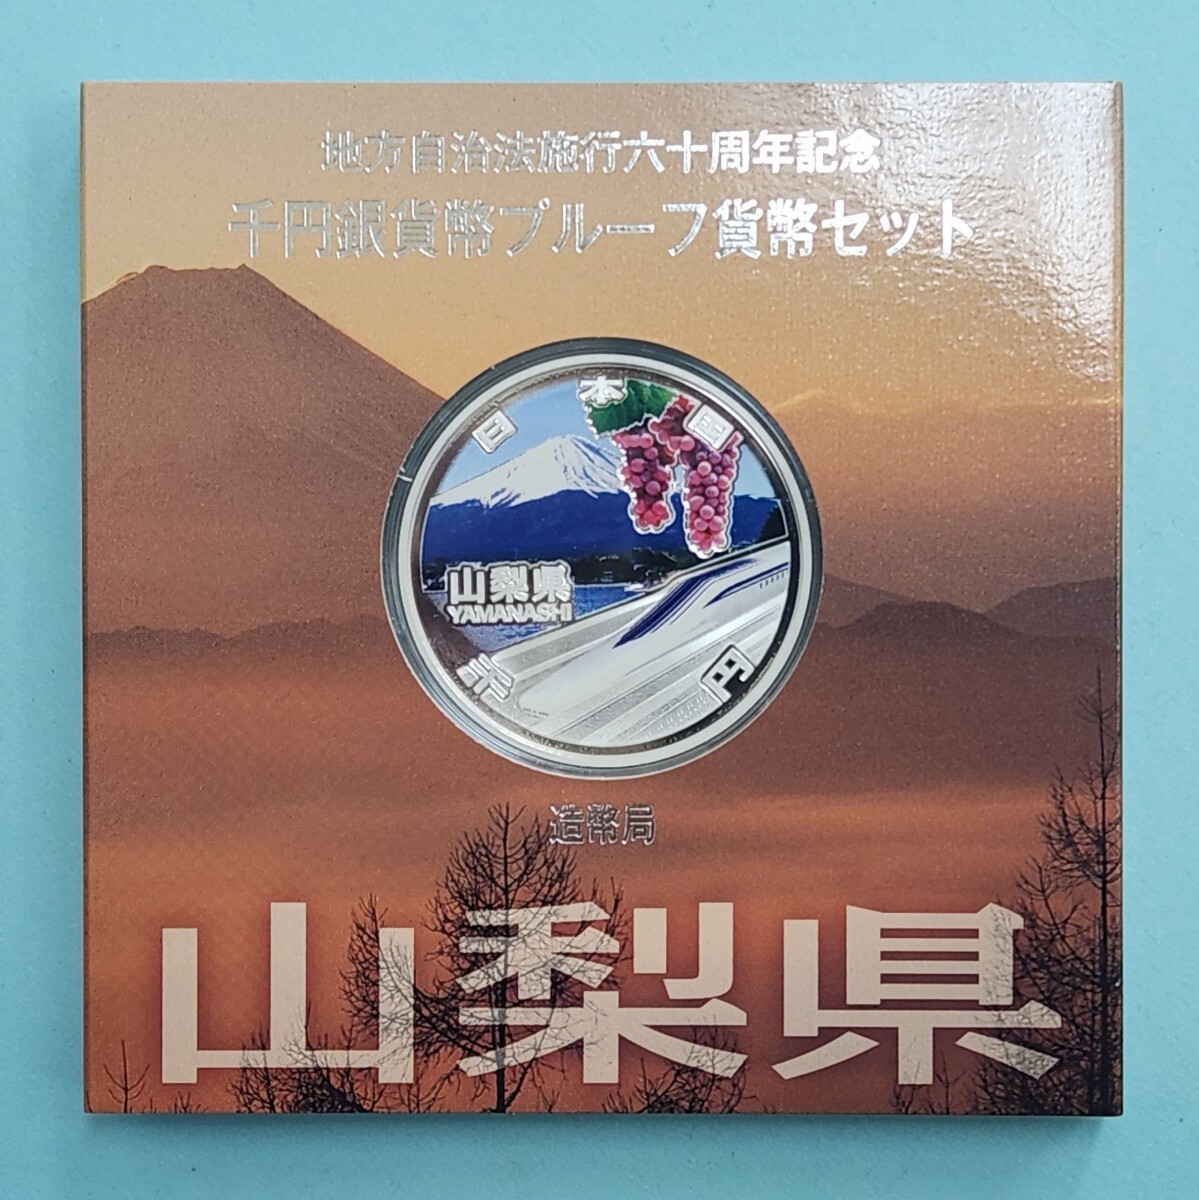 地方自治法施行六十周年記念
千円銀貨幣プルーフ貨幣セット
日本国
山梨県
YAMANASHI
千円
造幣局
山梨県